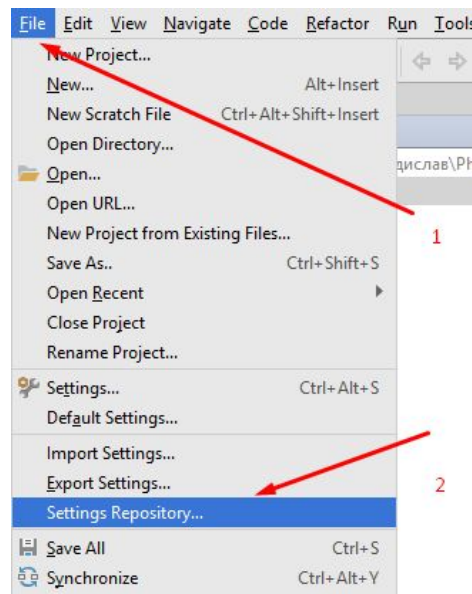 File Edit View Navigate Code Refactor Run Tools
New Project...
New... Alt+Insert
New Scratch File Ctrl+Alt+Shift+Insert
Open Directory...
Open...
Open URL...
New Project from Existing Files...
Save As.. Ctrl+Shift+S
Open Recent
Close Project
Rename Project...
Settings... Ctrl+Alt+S
Default Settings...
Import Settings...
Export Settings...
Settings Repository...
Save All Ctrl+S
Synchronize Ctrl+Alt+Y
дислав\Ph
1
2